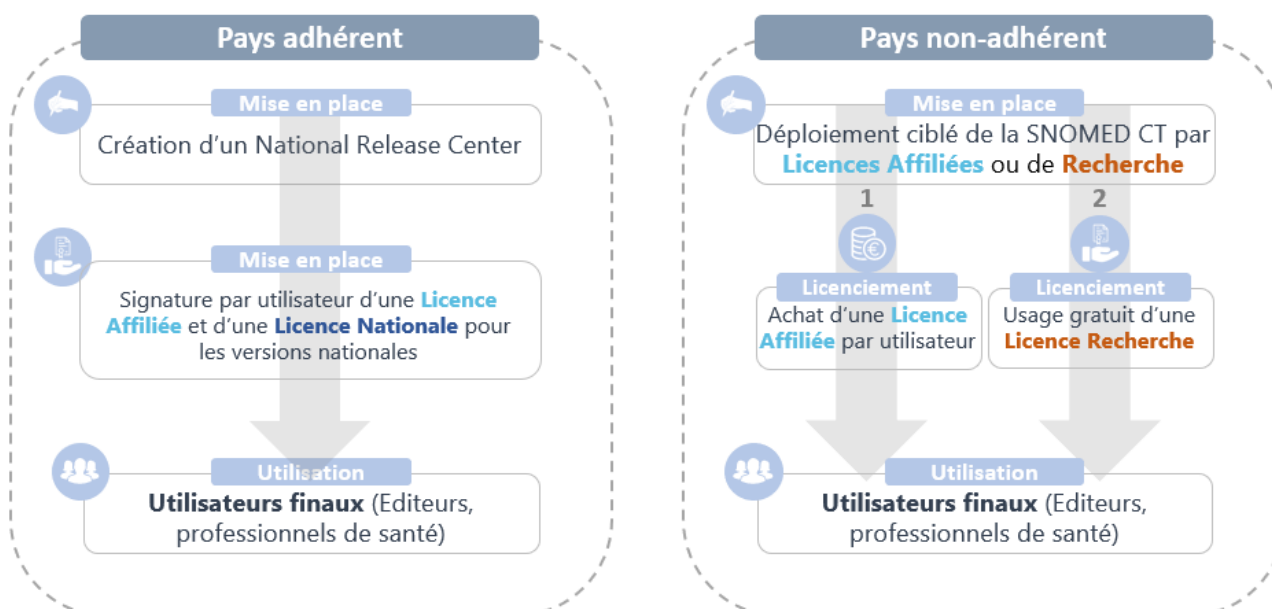 Pays adhérent
Mise en place
Création d'un National Release Center
Mise en place
Signature par utilisateur d'une Licence
Affiliée et d'une Licence Nationale pour
les versions nationales
Utilisation
Utilisateurs finaux (Editeurs,
professionnels de santé)
Pays non-adhérent
Mise en place
Déploiement ciblé de la SNOMED CT par
Licences Affiliées ou de Recherche
1
Licenciement
Achat d'une Licence
Affiliée par utilisateur
2
Licenciement
Usage gratuit d'une
Licence Recherche
Utilisation
Utilisateurs finaux (Editeurs,
professionnels de santé)